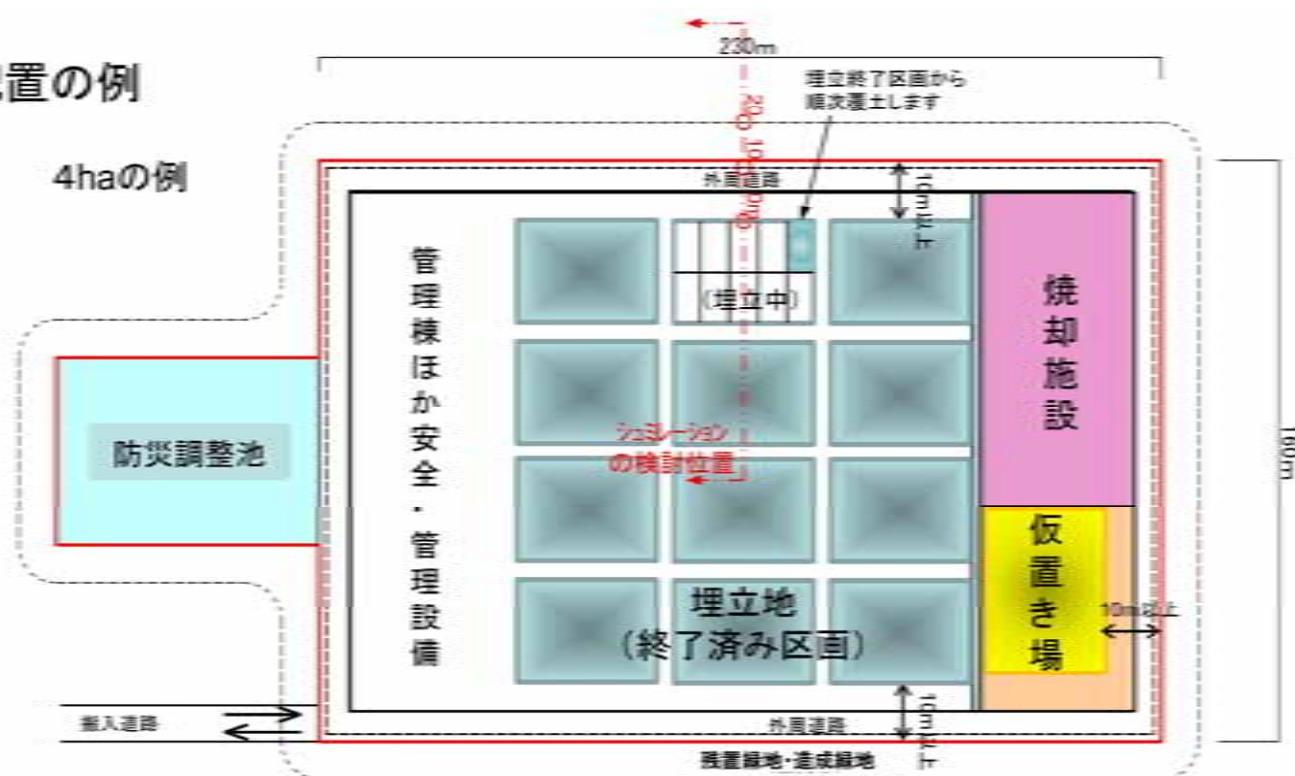 置の例
4haの例
230m
埋立終了区画から
順次覆土します
外周道路
10m以上
管理棟ほか安全・管理設備
(埋立中)
焼却施設
シュミレーション
の検討位置
防災調整池
仮置き場
10m以上
埋立地
(終了済み区画)
搬入道路
外周道路
10m以上
残置緑地・造成緑地